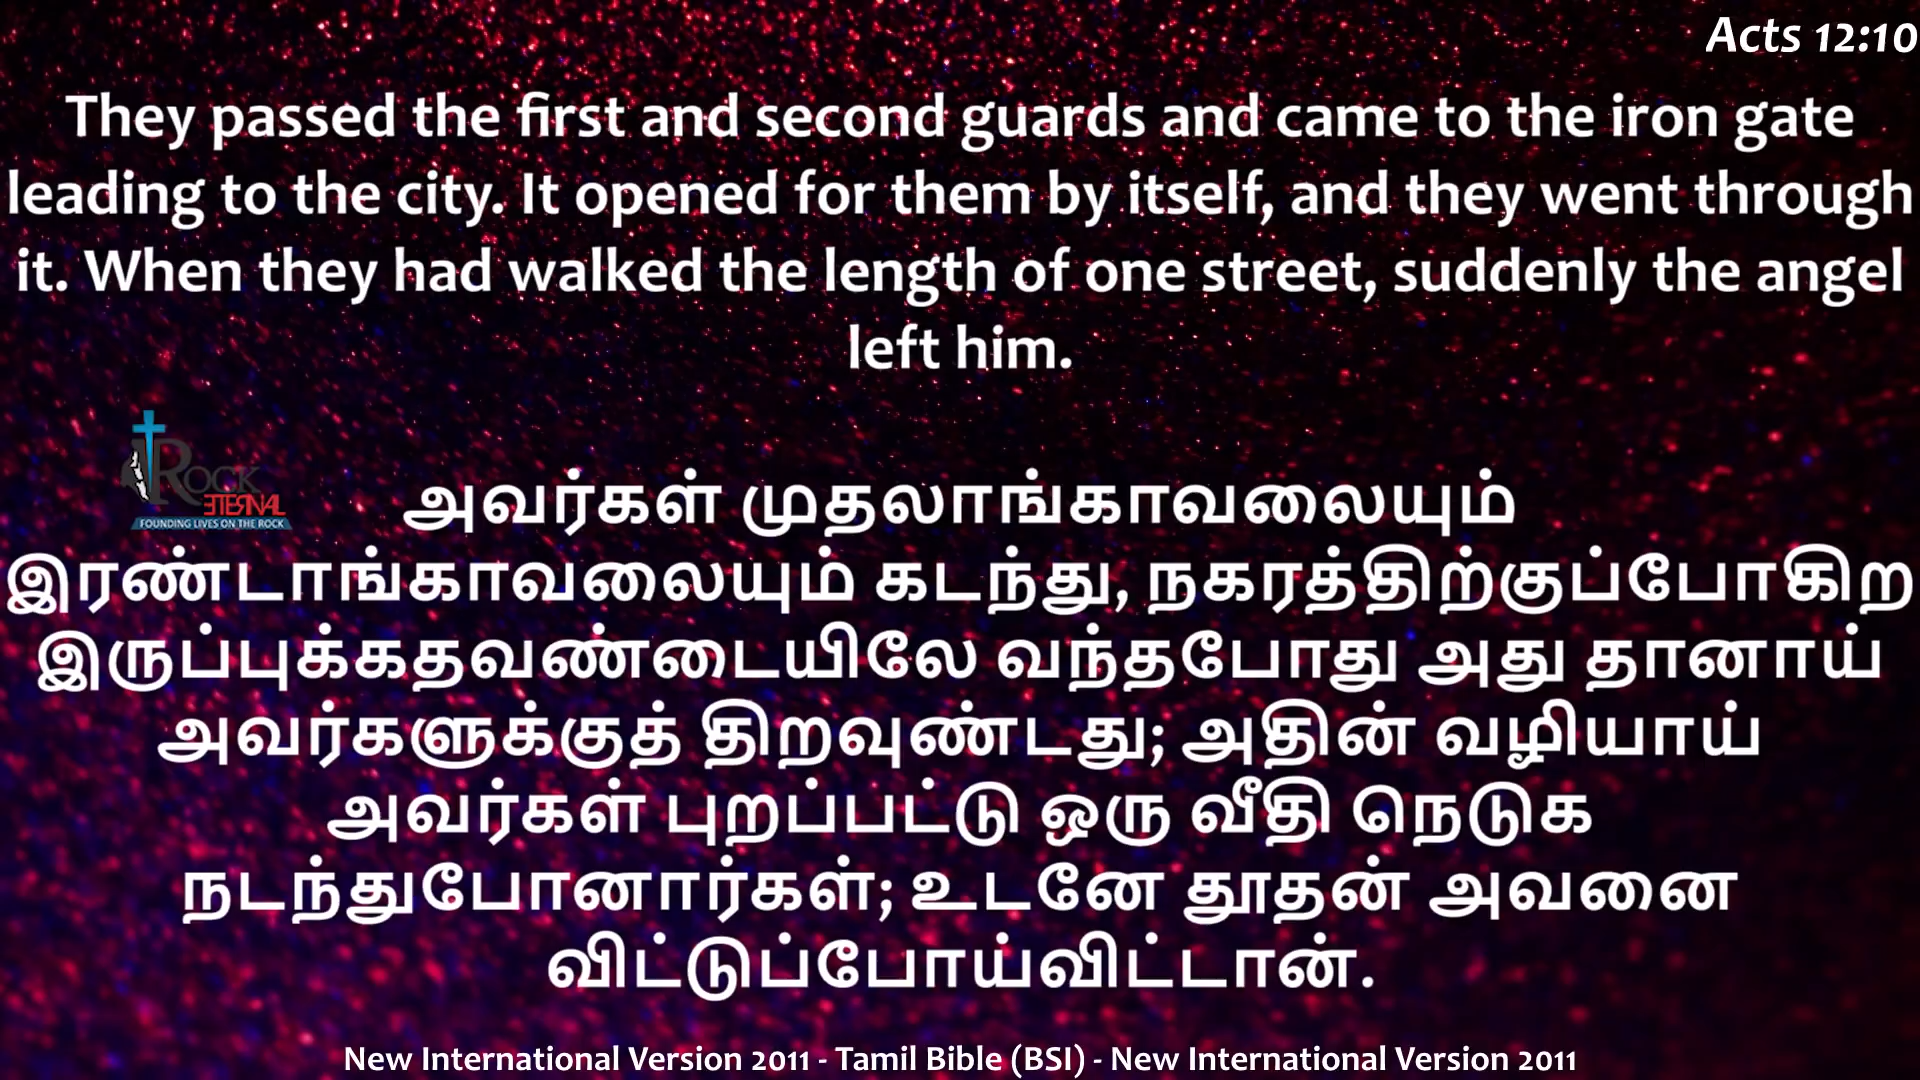 Acts 12:10
They passed the first and second guards and came to the iron gate
leading to the city. It opened for them by itself, and they went through
it. When they had walked the length of one street, suddenly the angel
left him.
ROCK
ETERNAL
FOUNDING LIVES ON THE ROCK
அவர்கள் முதலாங்காவலையும்
இரண்டாங்காவலையும் கடந்து, நகரத்திற்குப்போகிற
இருப்புக்கதவண்டையிலே வந்தபோது அது தானாய்
அவர்களுக்குத் திறவுண்டது; அதின் வழியாய்
அவர்கள் புறப்பட்டு ஒரு வீதி நெடுக
நடந்துபோனார்கள்; உடனே தூதன் அவனை
விட்டுப்போய்விட்டான்.
New International Version 2011 - Tamil Bible (BSI) - New International Version 2011